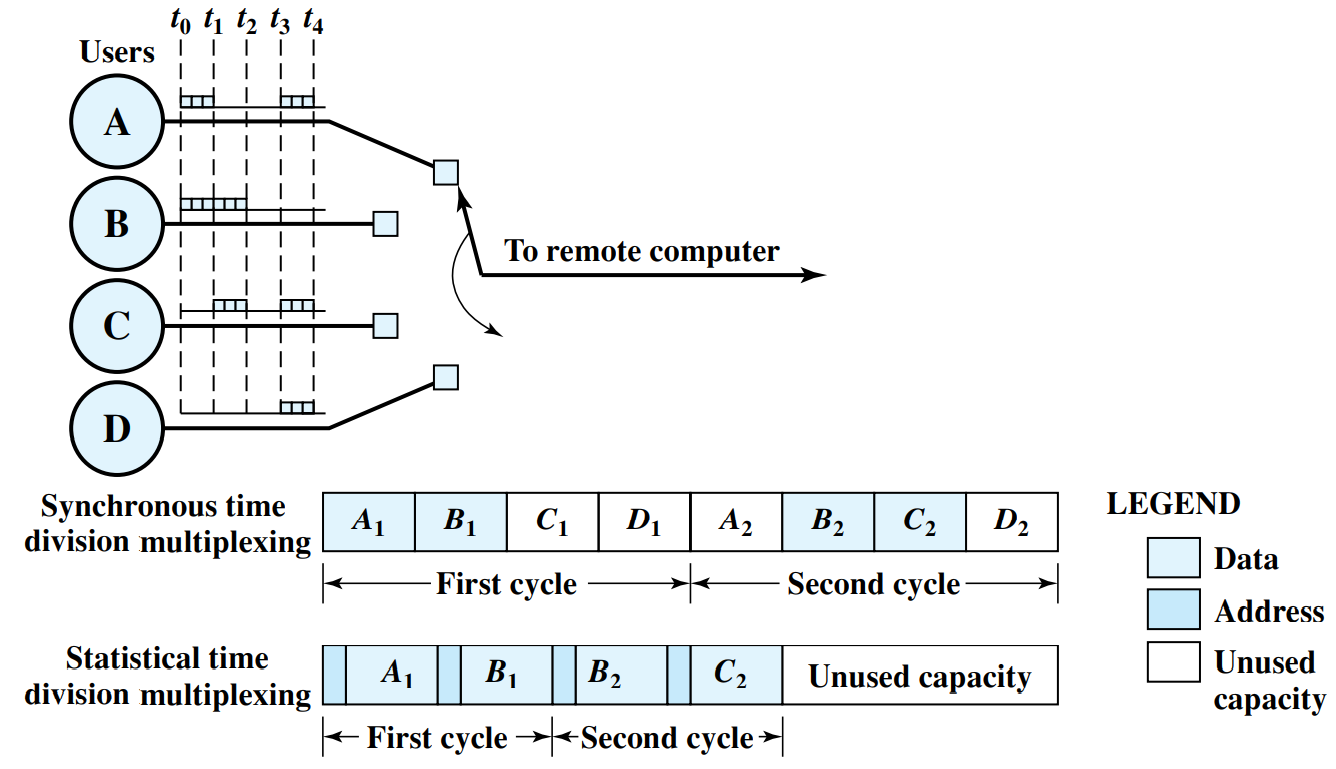 t0 t1 t2 t3 t4
Users
A
B
To remote computer
C
D
Synchronous time
division multiplexing
A1 B1 C1 D1 A2 B2 C2 D2
First cycle Second cycle
LEGEND
Data
Address
Unused
capacity
Statistical time
division multiplexing
A1 B1 B2 C2 Unused capacity
First cycle Second cycle